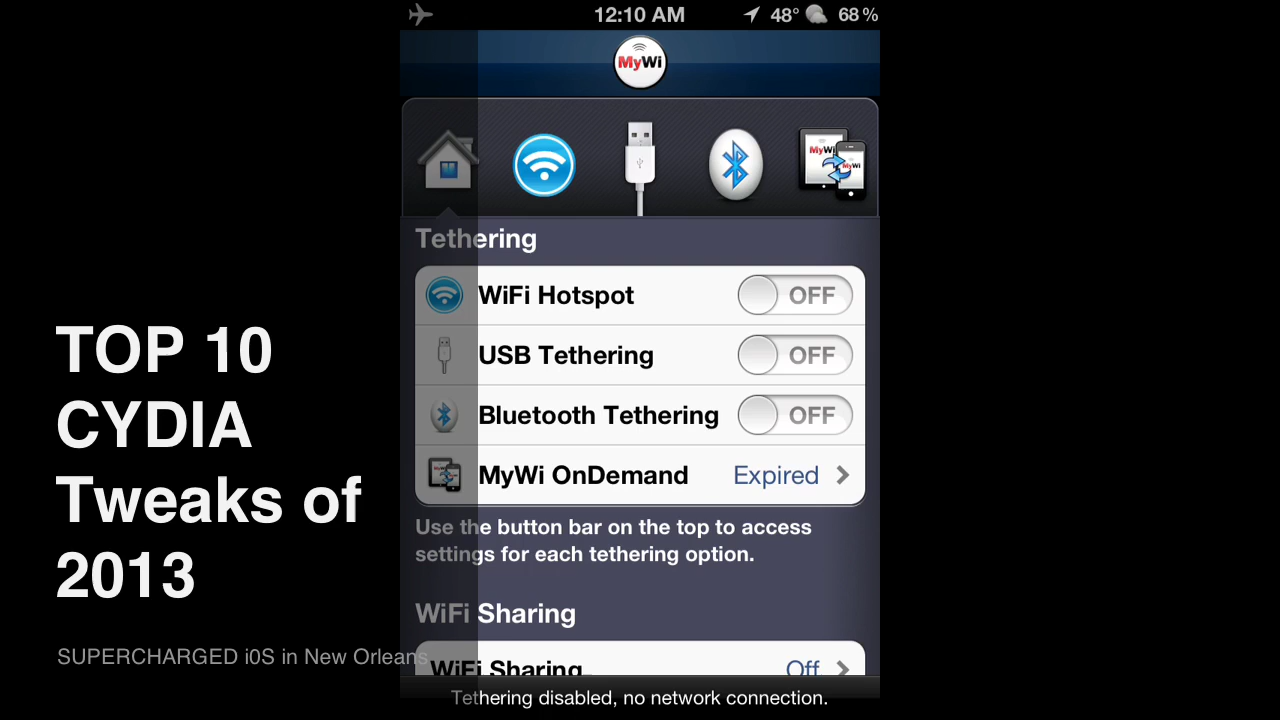 12:10 AM
48°
68%
MyWi
MyWi
MyWi
Tethering
WiFi Hotspot OFF
USB Tethering OFF
Bluetooth Tethering OFF
MyWi OnDemand Expired
Use the button bar on the top to access
settings for each tethering option.
WiFi Sharing
WiFi Sharing Off
Tethering disabled, no network connection.
TOP 10
CYDIA
Tweaks of
2013
SUPERCHARGED i0S in New Orleans